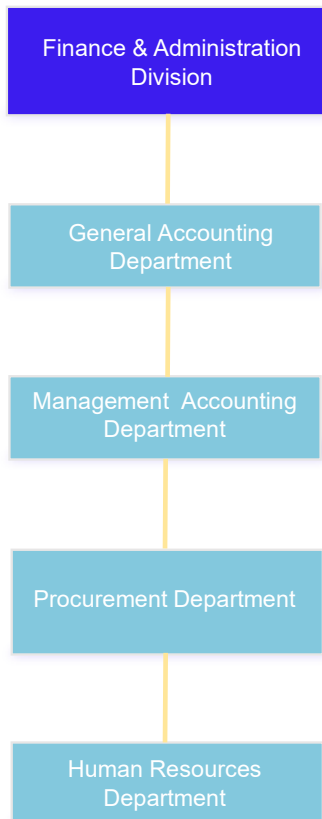 Finance & Administration
Division
General Accounting
Department
Management  Accounting
Department
Procurement Department
Human Resources
Department